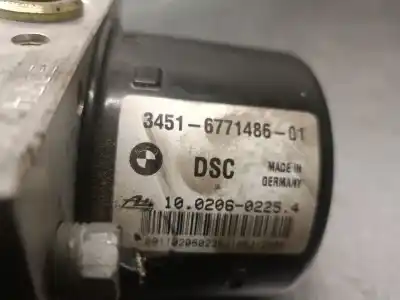 3451-6771486-01
DSC
MADE IN
GERMANY
10.0206-0225.4